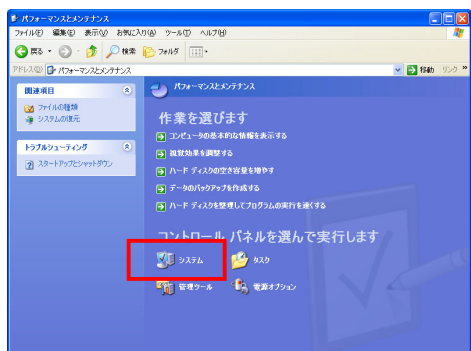 パフォーマンスとメンテナンス
ファイル(F) 編集(E) 表示(V) お気に入り(A) ツール(T) ヘルプ(H)
戻る 検索 フォルダ
アドレス(D) パフォーマンスとメンテナンス 移動 リンク »
関連項目
ファイルの種類
システムの復元
トラブルシューティング
スタートアップとシャットダウン
パフォーマンスとメンテナンス
作業を選びます
コンピュータの基本的な情報を表示する
視覚効果を調整する
ハード ディスクの空き容量を増やす
データのバックアップを作成する
ハード ディスクを整理してプログラムの実行を速くする
コントロール パネルを選んで実行します
システム タスク
管理ツール 電源オプション